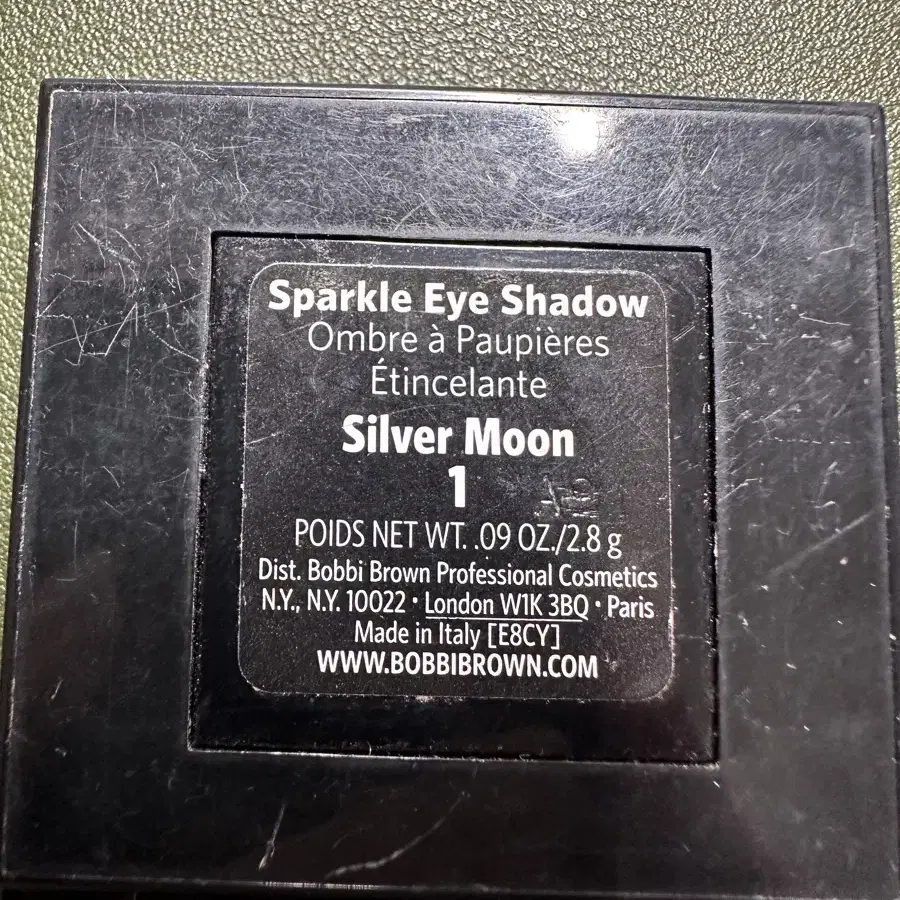 Sparkle Eye Shadow
Ombre à Paupières
Étincelante
Silver Moon
1
POIDS NET WT. .09 OZ./2.8 g
Dist. Bobbi Brown Professional Cosmetics
N.Y., N.Y. 10022 • London W1K 3BQ • Paris
Made in Italy [E8CY]
WWW.BOBBIBROWN.COM